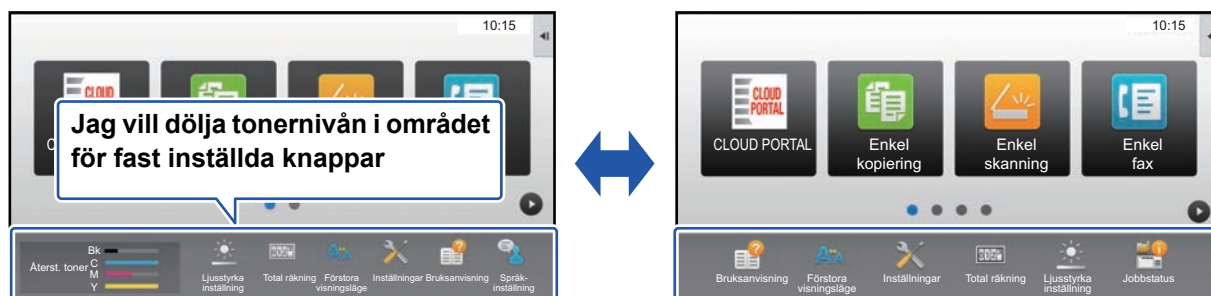 10:15
CLOUD
Jag vill dölja tonernivån i området
för fast inställda knappar
Återst. toner
Bk
C
M
Y
Ljusstyrka
inställning
Total räkning
Förstora
visningsläge
Inställningar
Bruksanvisning
Språk-
inställning
10:15
CLOUD
PORTAL
CLOUD PORTAL
Enkel
kopiering
Enkel
skanning
Enkel
fax
Bruksanvisning
Förstora
visningsläge
Inställningar
Total räkning
Ljusstyrka
inställning
Jobbstatus